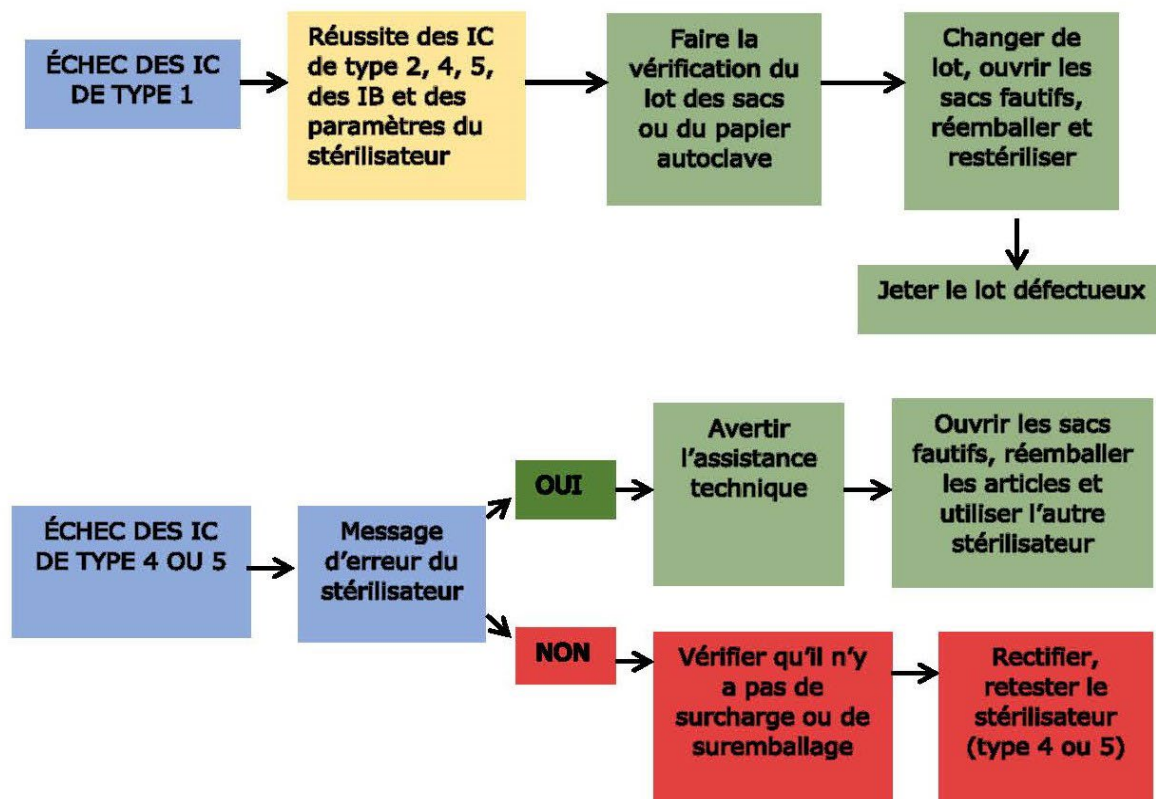 ÉCHEC DES IC
DE TYPE 1
Réussite des IC
de type 2, 4, 5,
des IB et des
paramètres du
stérilisateur
Faire la
vérification du
lot des sacs
ou du papier
autoclave
Changer de
lot, ouvrir les
sacs fautifs,
réemballer et
restériliser
Jeter le lot défectueux
ÉCHEC DES IC
DE TYPE 4 OU 5
Message
d'erreur du
stérilisateur
OUI
Avertir
l'assistance
technique
Ouvrir les sacs
fautifs, réemballer
les articles et
utiliser l'autre
stérilisateur
NON
Vérifier qu'il n'y
a pas de
surcharge ou de
suremballage
Rectifier,
retester le
stérilisateur
(type 4 ou 5)